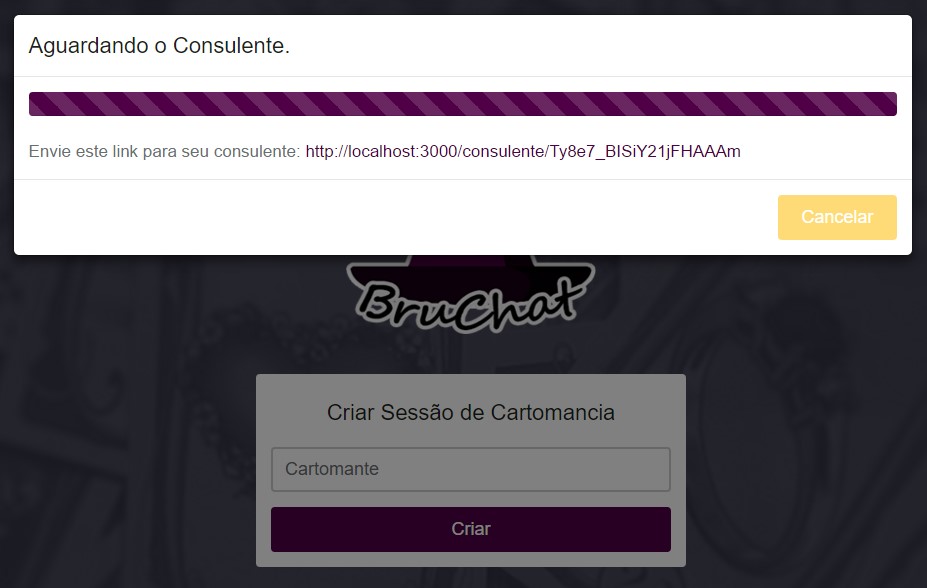 Aguardando o Consulente.
Envie este link para seu consulente: http://localhost:3000/consulente/Ty8e7_BISiY21jFHAAAm
Cancelar
BruChat
Criar Sessão de Cartomancia
Cartomante
Criar